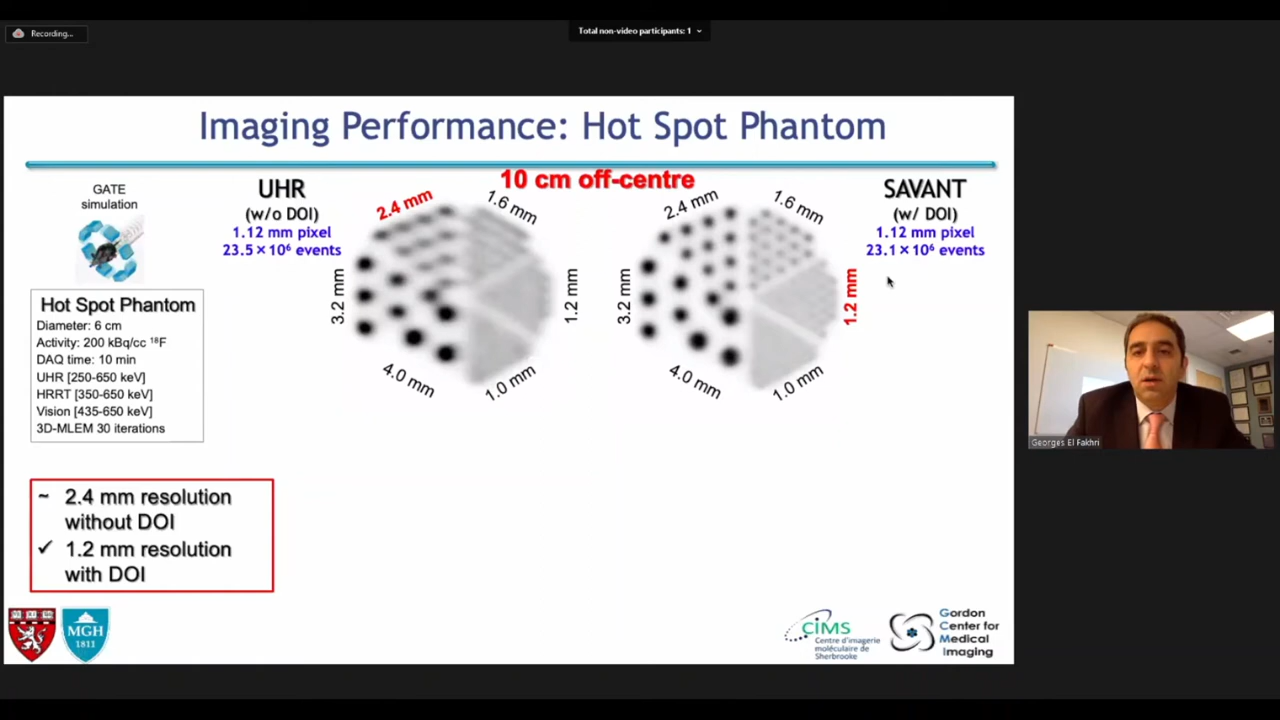 Recording...
Total non-video participants: 1
Imaging Performance: Hot Spot Phantom
GATE
simulation
UHR
(w/o DOI)
1.12 mm pixel
23.5×10⁶ events
10 cm off-centre
2.4 mm
1.6 mm
3.2 mm
1.2 mm
4.0 mm
1.0 mm
2.4 mm
1.6 mm
3.2 mm
1.2 mm
4.0 mm
1.0 mm
SAVANT
(w/ DOI)
1.12 mm pixel
23.1×10⁶ events
Hot Spot Phantom
Diameter: 6 cm
Activity: 200 kBq/cc ¹⁸F
DAQ time: 10 min
UHR [250-650 keV]
HRRT [350-650 keV]
Vision [435-650 keV]
3D-MLEM 30 iterations
~ 2.4 mm resolution
without DOI
✓ 1.2 mm resolution
with DOI
MGH
1811
CIMS
Centre d'imagerie
moléculaire de
Sherbrooke
Gordon
Center for
Medical
Imaging
Georges El Fakhri